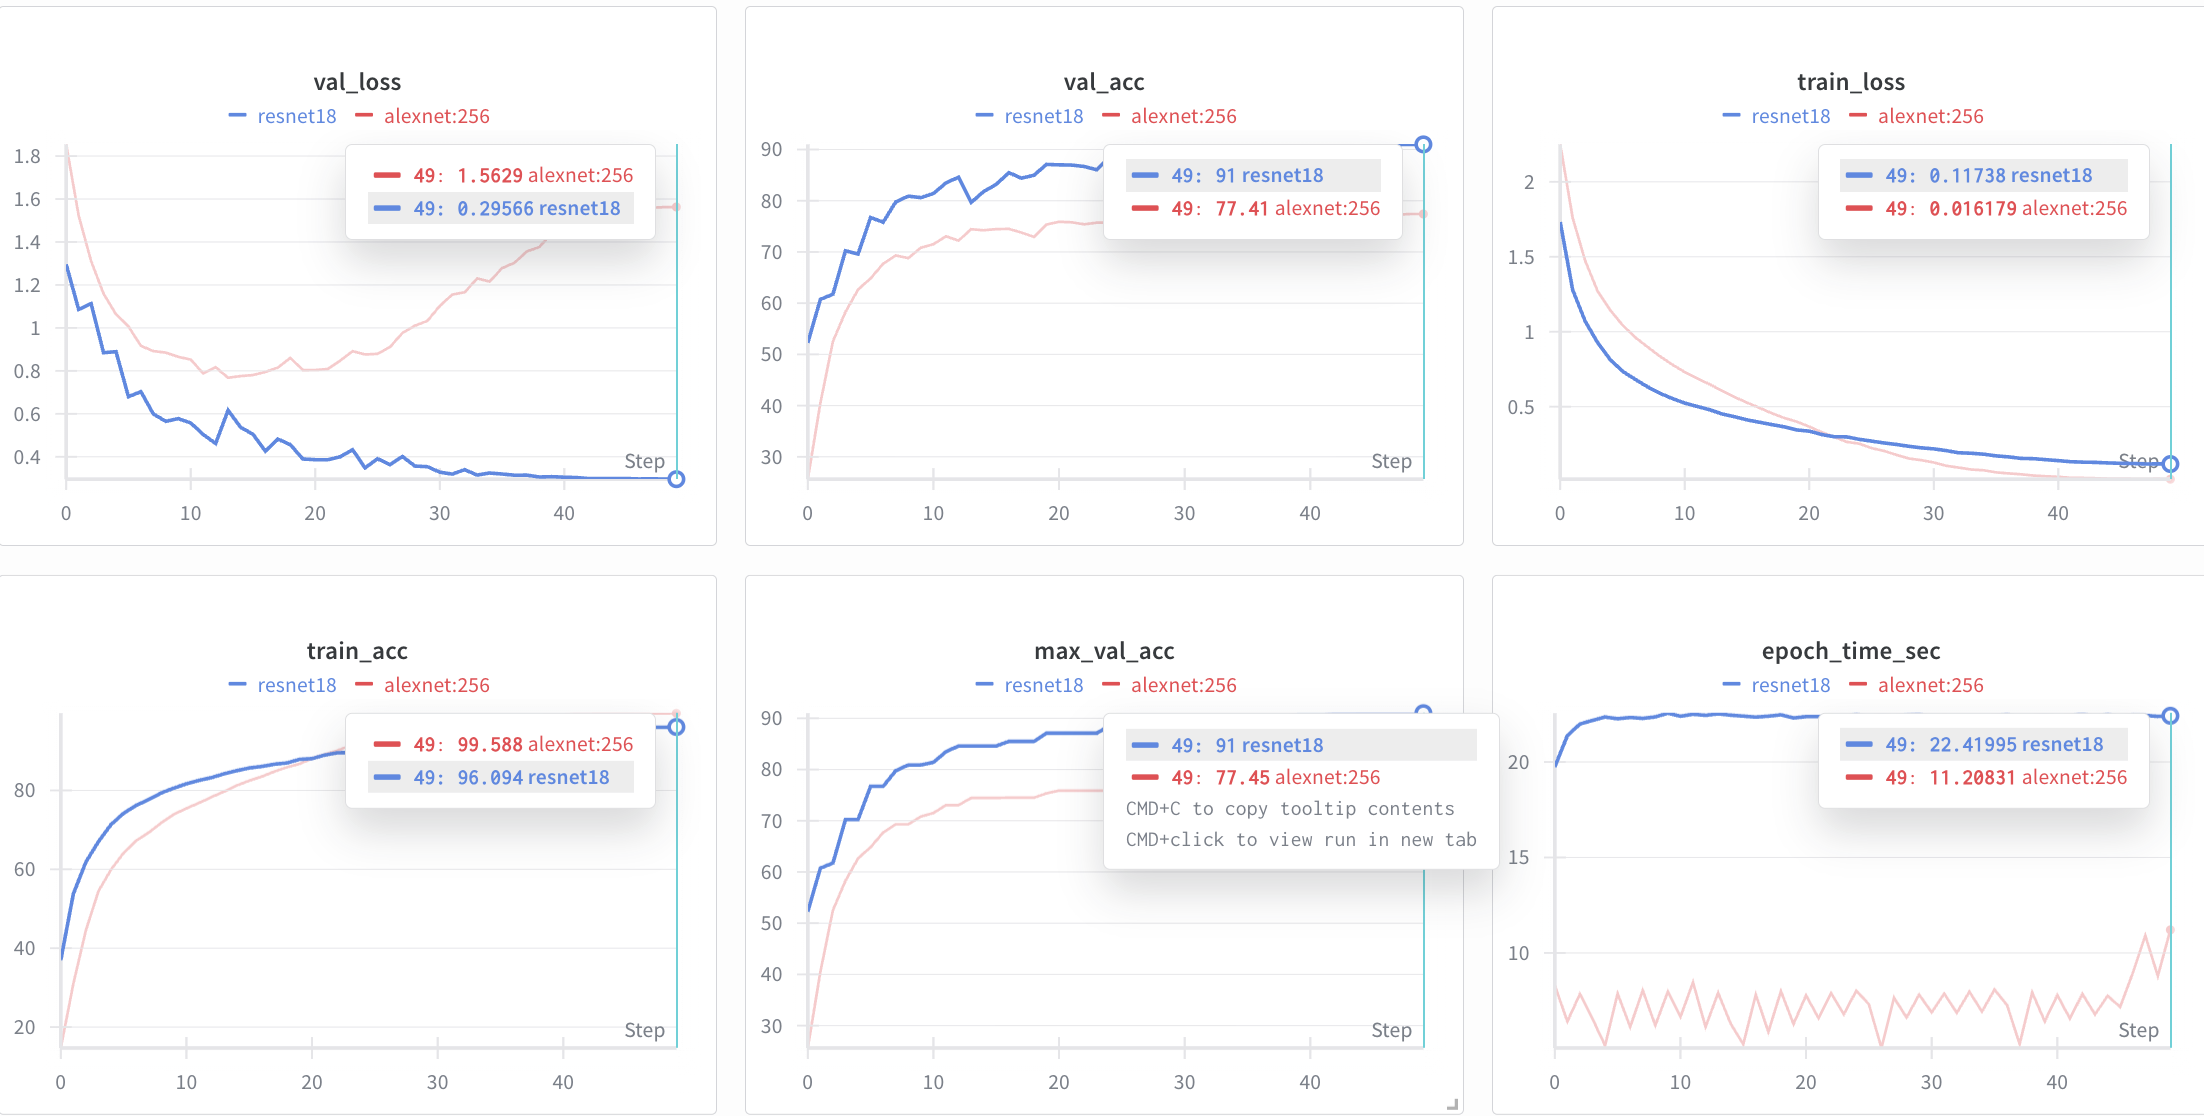 val_loss
resnet18 alexnet:256
1.8
1.6
1.4
1.2
1
0.8
0.6
0.4
49: 1.5629 alexnet:256
49: 0.29566 resnet18
Step
0 10 20 30 40
val_acc
resnet18 alexnet:256
90
80
70
60
50
40
30
49: 91 resnet18
49: 77.41 alexnet:256
Step
0 10 20 30 40
train_loss
resnet18 alexnet:256
2
1.5
1
0.5
49: 0.11738 resnet18
49: 0.016179 alexnet:256
Step
0 10 20 30 40
train_acc
resnet18 alexnet:256
80
60
40
20
49: 99.588 alexnet:256
49: 96.094 resnet18
Step
0 10 20 30 40
max_val_acc
resnet18 alexnet:256
90
80
70
60
50
40
30
49: 91 resnet18
49: 77.45 alexnet:256
CMD+C to copy tooltip contents
CMD+click to view run in new tab
Step
0 10 20 30 40
epoch_time_sec
resnet18 alexnet:256
20
15
10
49: 22.41995 resnet18
49: 11.20831 alexnet:256
Step
0 10 20 30 40